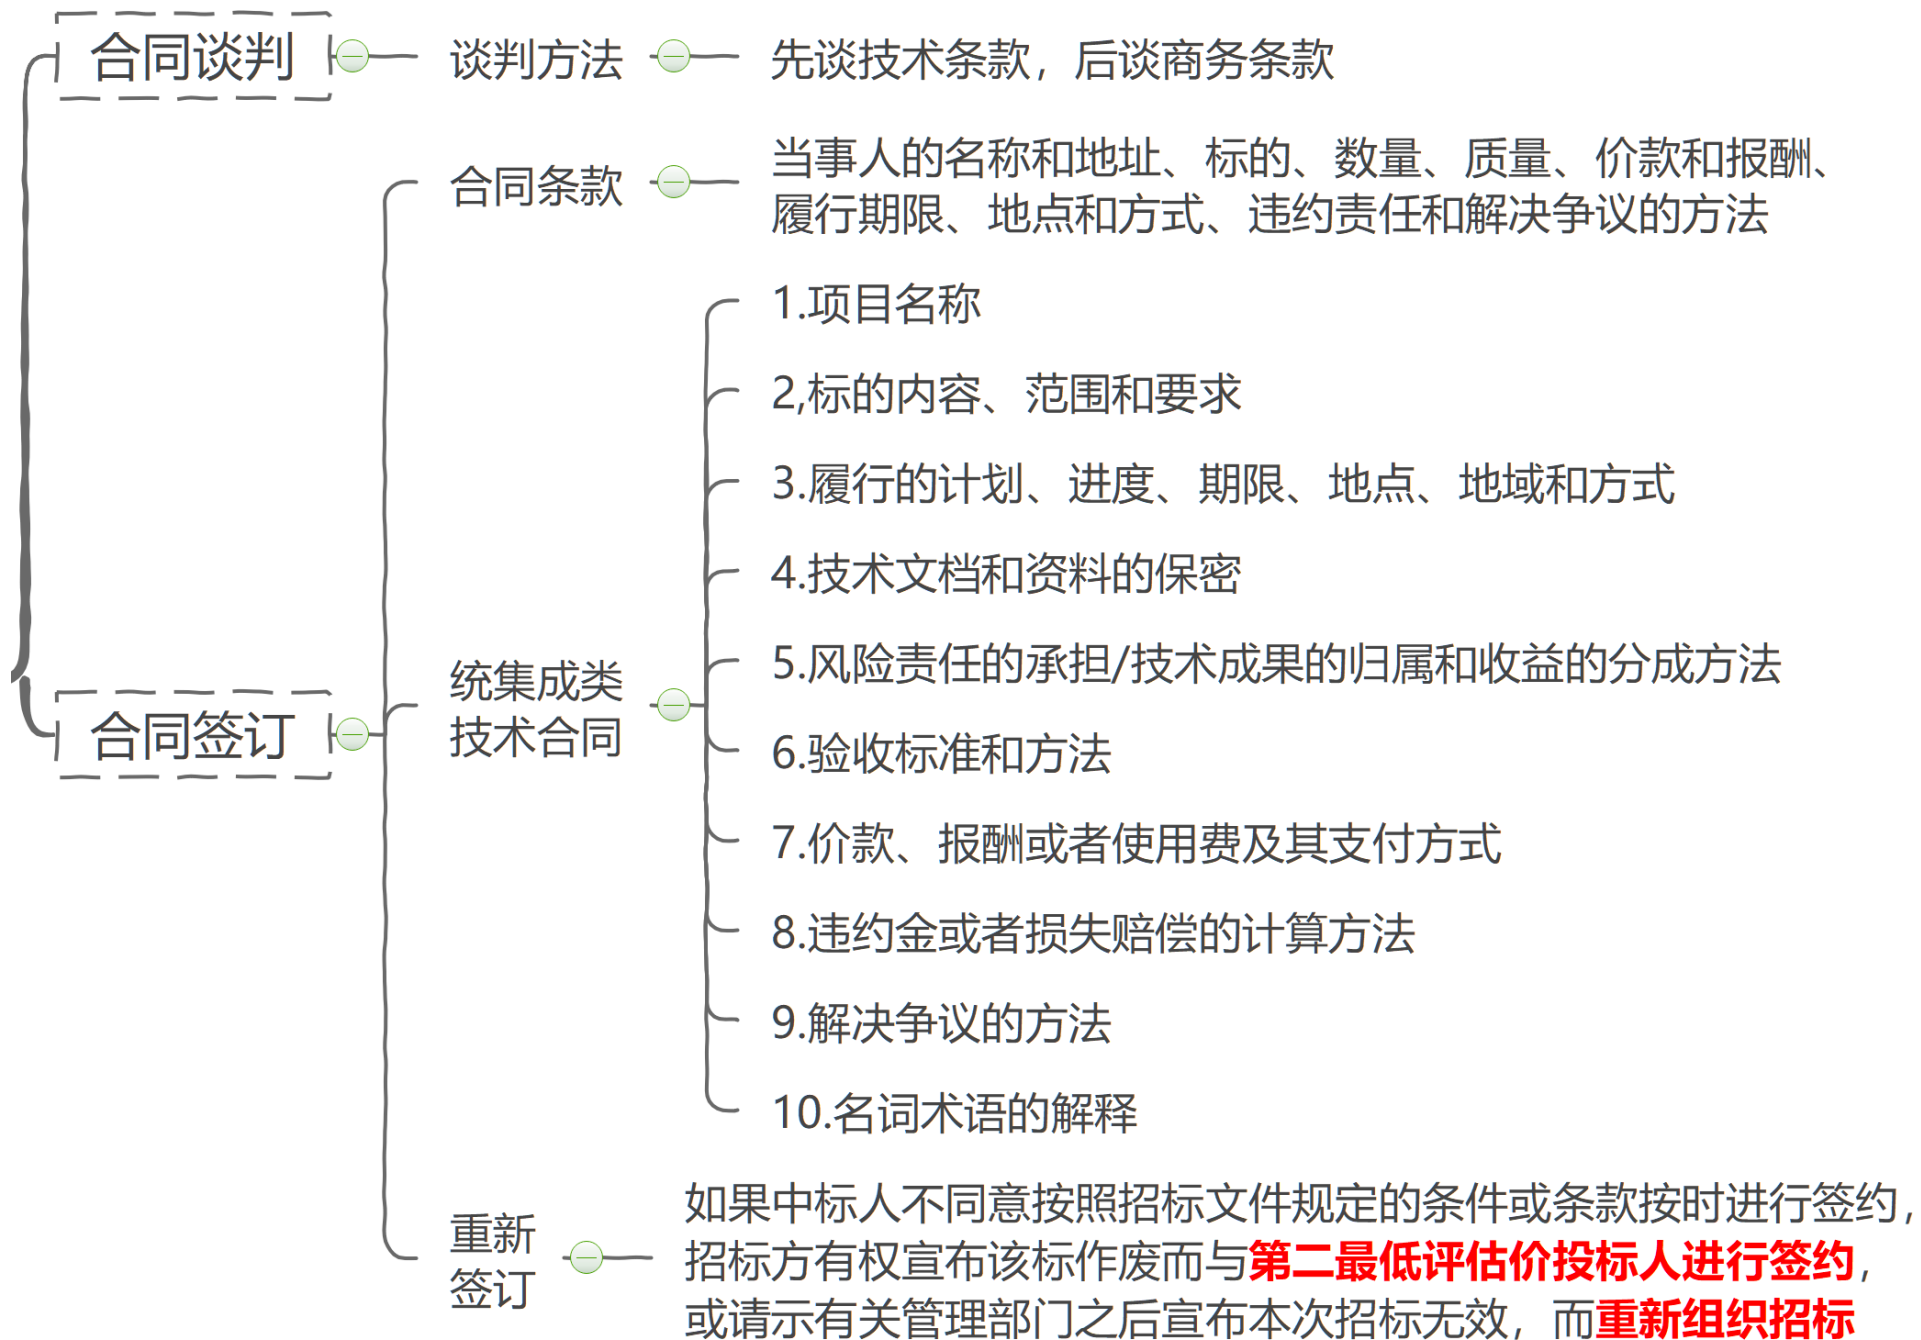 合同谈判
谈判方法
先谈技术条款，后谈商务条款
合同条款
当事人的名称和地址、标的、数量、质量、价款和报酬、
履行期限、地点和方式、违约责任和解决争议的方法
合同签订
统集成类
技术合同
1.项目名称
2,标的内容、范围和要求
3.履行的计划、进度、期限、地点、地域和方式
4.技术文档和资料的保密
5.风险责任的承担/技术成果的归属和收益的分成方法
6.验收标准和方法
7.价款、报酬或者使用费及其支付方式
8.违约金或者损失赔偿的计算方法
9.解决争议的方法
10.名词术语的解释
重新
签订
如果中标人不同意按照招标文件规定的条件或条款按时进行签约，
招标方有权宣布该标作废而与第二最低评估价投标人进行签约，
或请示有关管理部门之后宣布本次招标无效，而重新组织招标